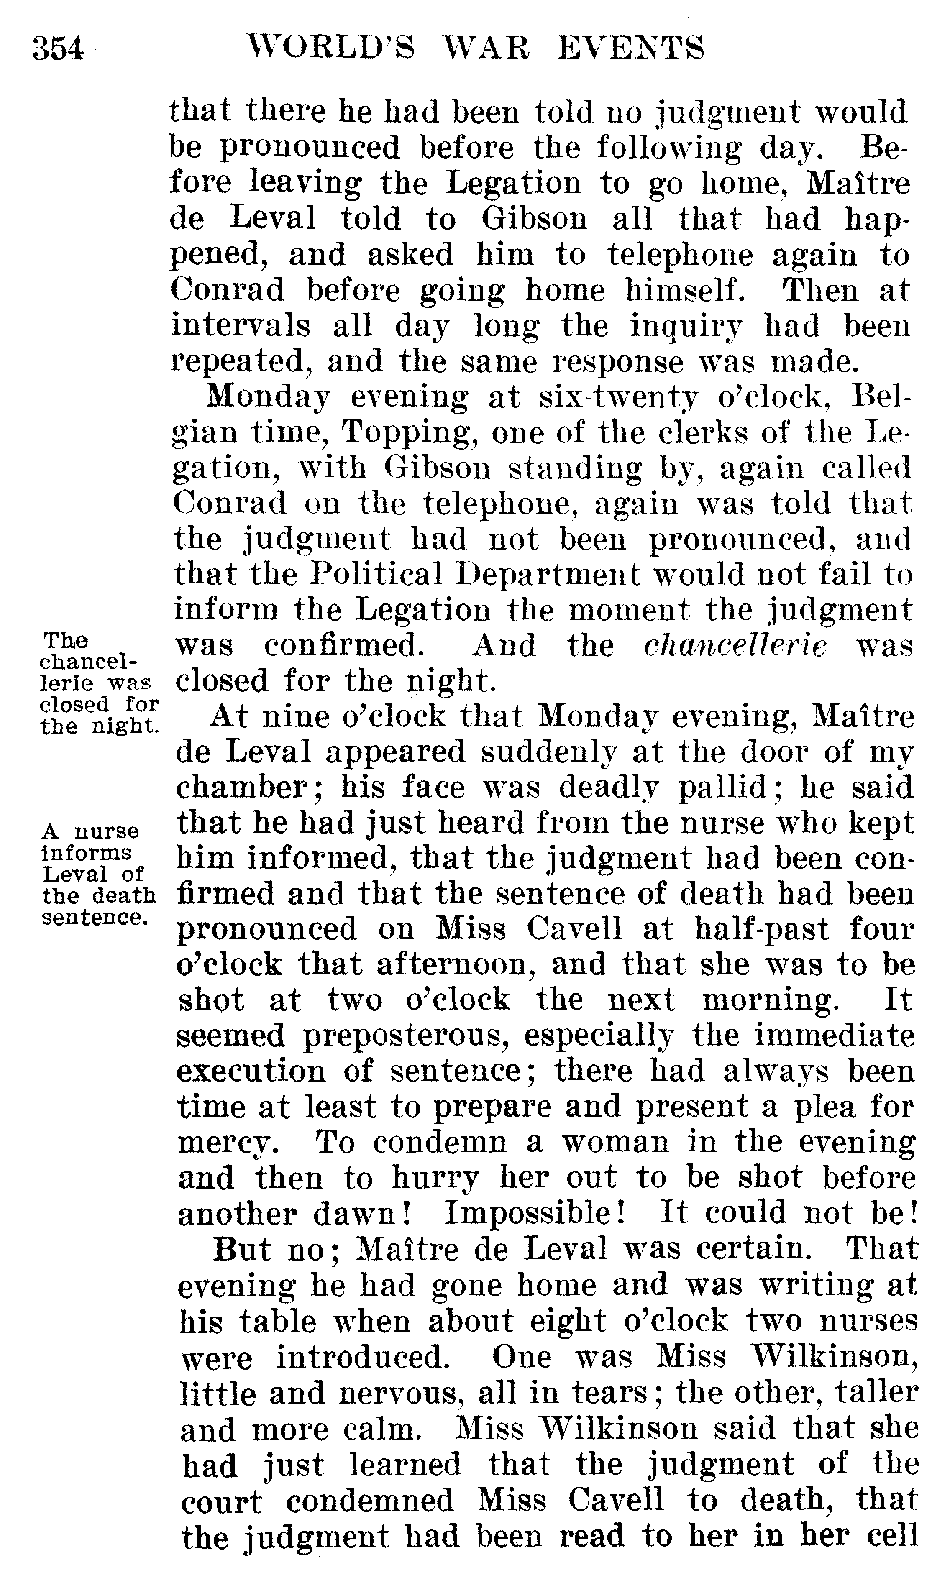 354 WORLD'S WAR EVENTS
that there he had been told no judgment would
be pronounced before the following day. Be-
fore leaving the Legation to go home, Maître
de Leval told to Gibson all that had hap-
pened, and asked him to telephone again to
Conrad before going home himself. Then at
intervals all day long the inquiry had been
repeated, and the same response was made.
Monday evening at six-twenty o'clock, Bel-
gian time, Topping, one of the clerks of the Le-
gation, with Gibson standing by, again called
Conrad on the telephone, again was told that
the judgment had not been pronounced, and
that the Political Department would not fail to
inform the Legation the moment the judgment
was confirmed. And the chancellerie was
closed for the night.
The
chancel-
lerie was
closed for
the night.
At nine o'clock that Monday evening, Maître
de Leval appeared suddenly at the door of my
chamber; his face was deadly pallid; he said
that he had just heard from the nurse who kept
him informed, that the judgment had been con-
firmed and that the sentence of death had been
pronounced on Miss Cavell at half-past four
o'clock that afternoon, and that she was to be
shot at two o'clock the next morning. It
seemed preposterous, especially the immediate
execution of sentence; there had always been
time at least to prepare and present a plea for
mercy. To condemn a woman in the evening
and then to hurry her out to be shot before
another dawn! Impossible! It could not be!
A nurse
informs
Leval of
the death
sentence.
But no; Maître de Leval was certain. That
evening he had gone home and was writing at
his table when about eight o'clock two nurses
were introduced. One was Miss Wilkinson,
little and nervous, all in tears; the other, taller
and more calm. Miss Wilkinson said that she
had just learned that the judgment of the
court condemned Miss Cavell to death, that
the judgment had been read to her in her cell